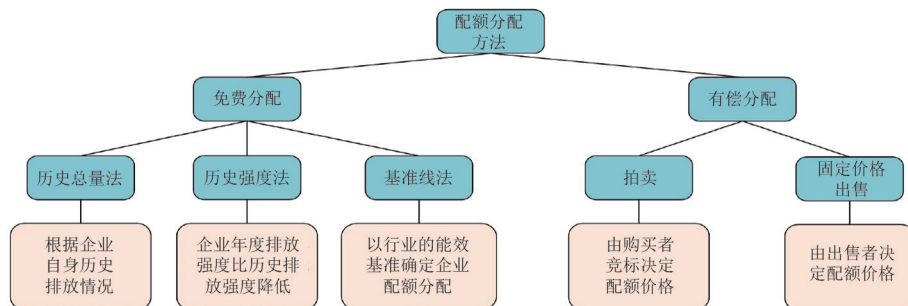 配额分配
方法
免费分配
有偿分配
历史总量法
历史强度法
基准线法
拍卖
固定价格
出售
根据企业
自身历史
排放情况
企业年度排放
强度比历史排
放强度降低
以行业的能效
基准确定企业
配额分配
由购买者
竞标决定
配额价格
由出售者决
定配额价格